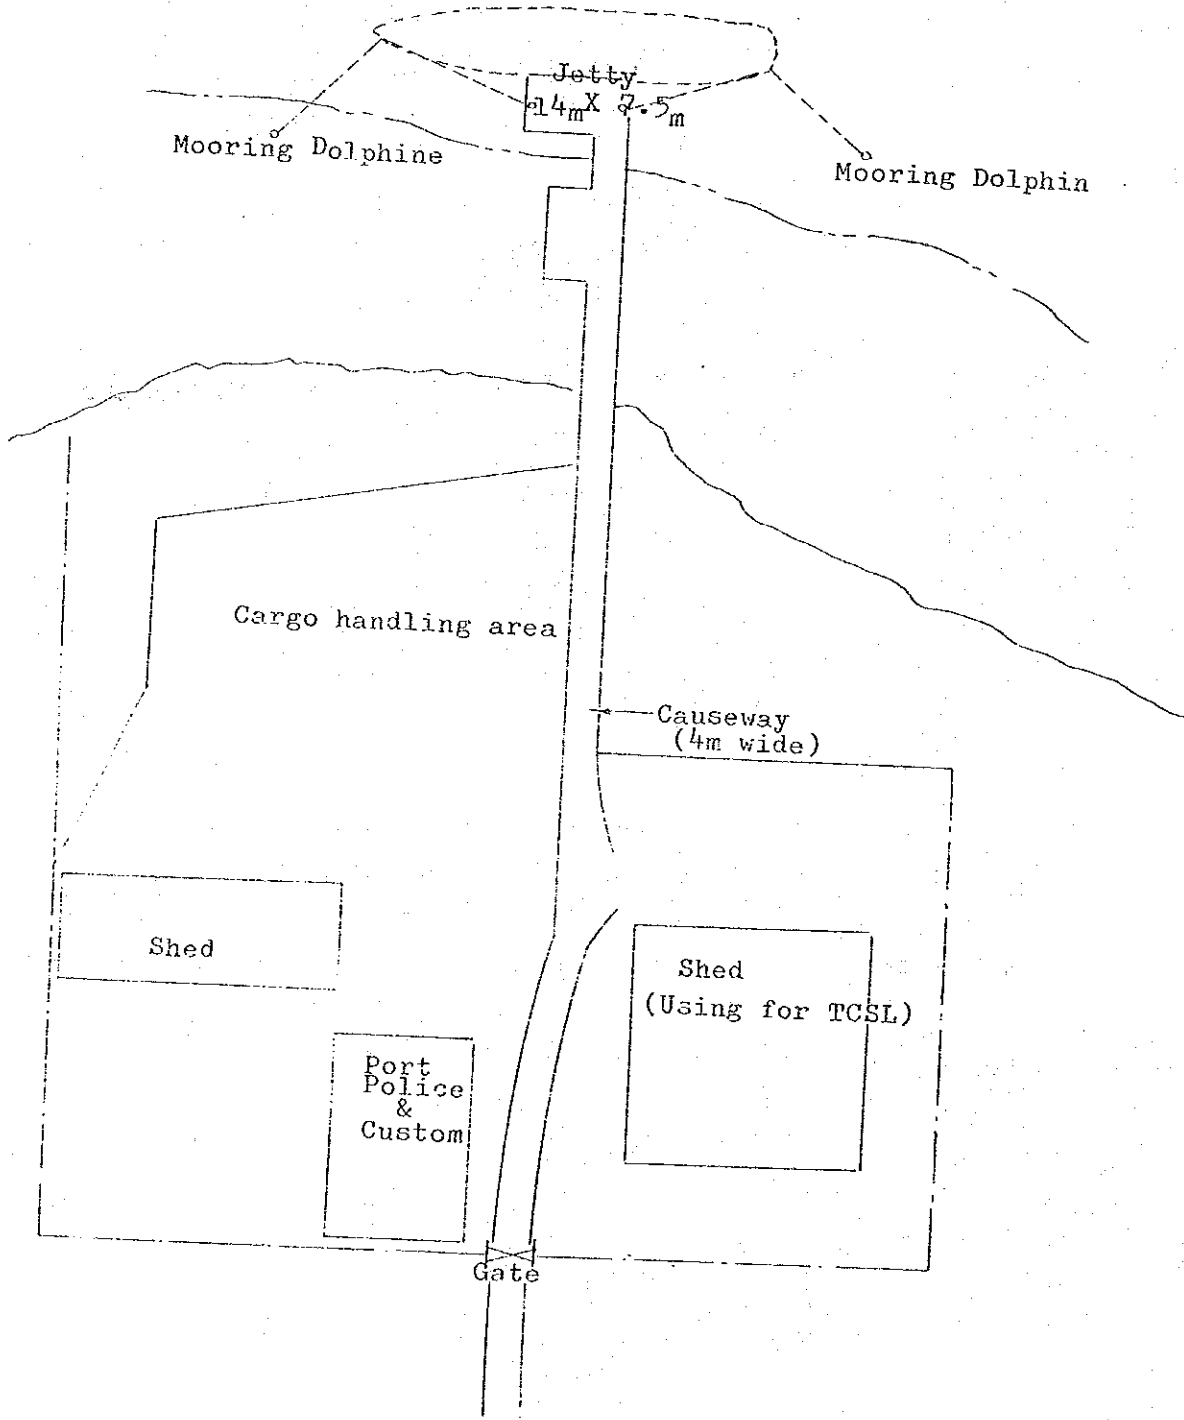 Jetty
14m X 7.5m
Mooring Dolphine
Mooring Dolphin
Cargo handling area
Causeway
(4m wide)
Shed
Shed
(Using for TCSL)
Port
Police
&
Custom
Gate